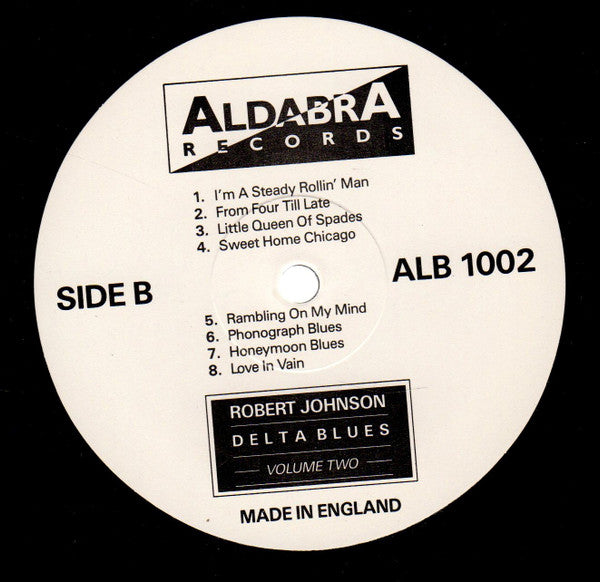 ALDABRA
RECORDS
1. I'm A Steady Rollin' Man
2. From Four Till Late
3. Little Queen Of Spades
4. Sweet Home Chicago
SIDE B
ALB 1002
5. Rambling On My Mind
6. Phonograph Blues
7. Honeymoon Blues
8. Love in Vain
ROBERT JOHNSON
DELTA BLUES
— VOLUME TWO —
MADE IN ENGLAND